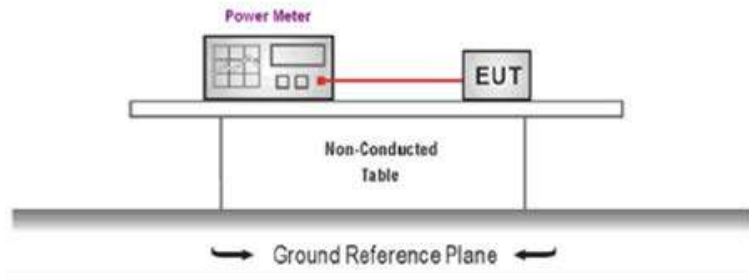 Power Meter
EUT
Non-Conducted
Table
Ground Reference Plane